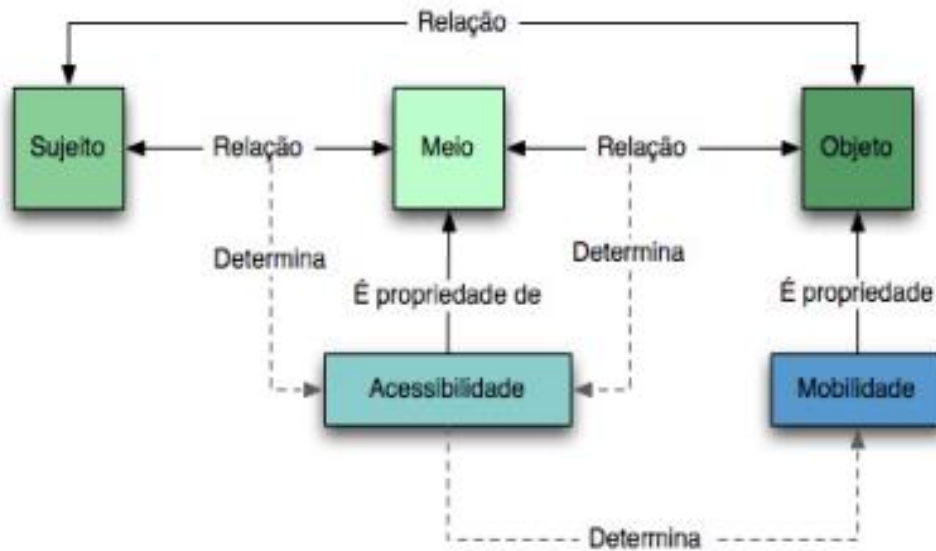 Relação
Sujeito
Relação
Meio
Relação
Objeto
Determina
Determina
É propriedade de
É propriedade
Acessibilidade
Mobilidade
Determina